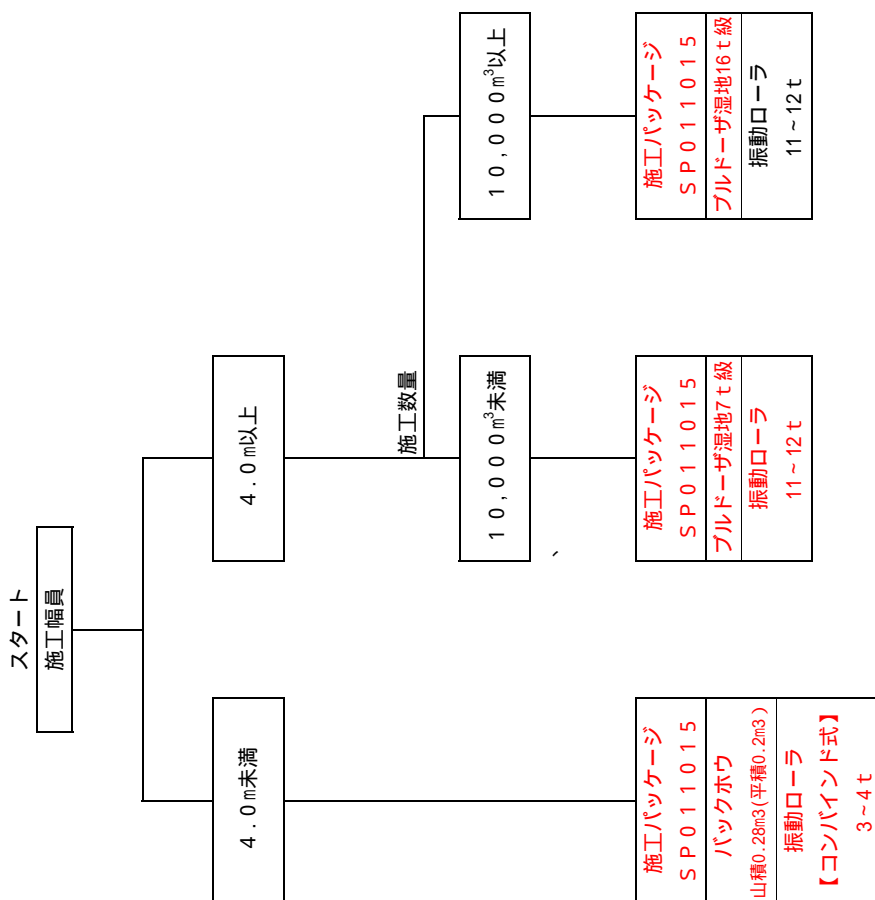 スタート
施工幅員
4.0m未満
4.0m以上
施工数量
10,000m³未満
10,000m³以上
、
施工パッケージ
SP011015
バックホウ
山積0.28m3(平積0.2m3)
振動ローラ
【コンバインド式】
3~4t
施工パッケージ
SP011015
ブルドーザ湿地7t級
振動ローラ
11~12t
施工パッケージ
SP011015
ブルドーザ湿地16t級
振動ローラ
11~12t